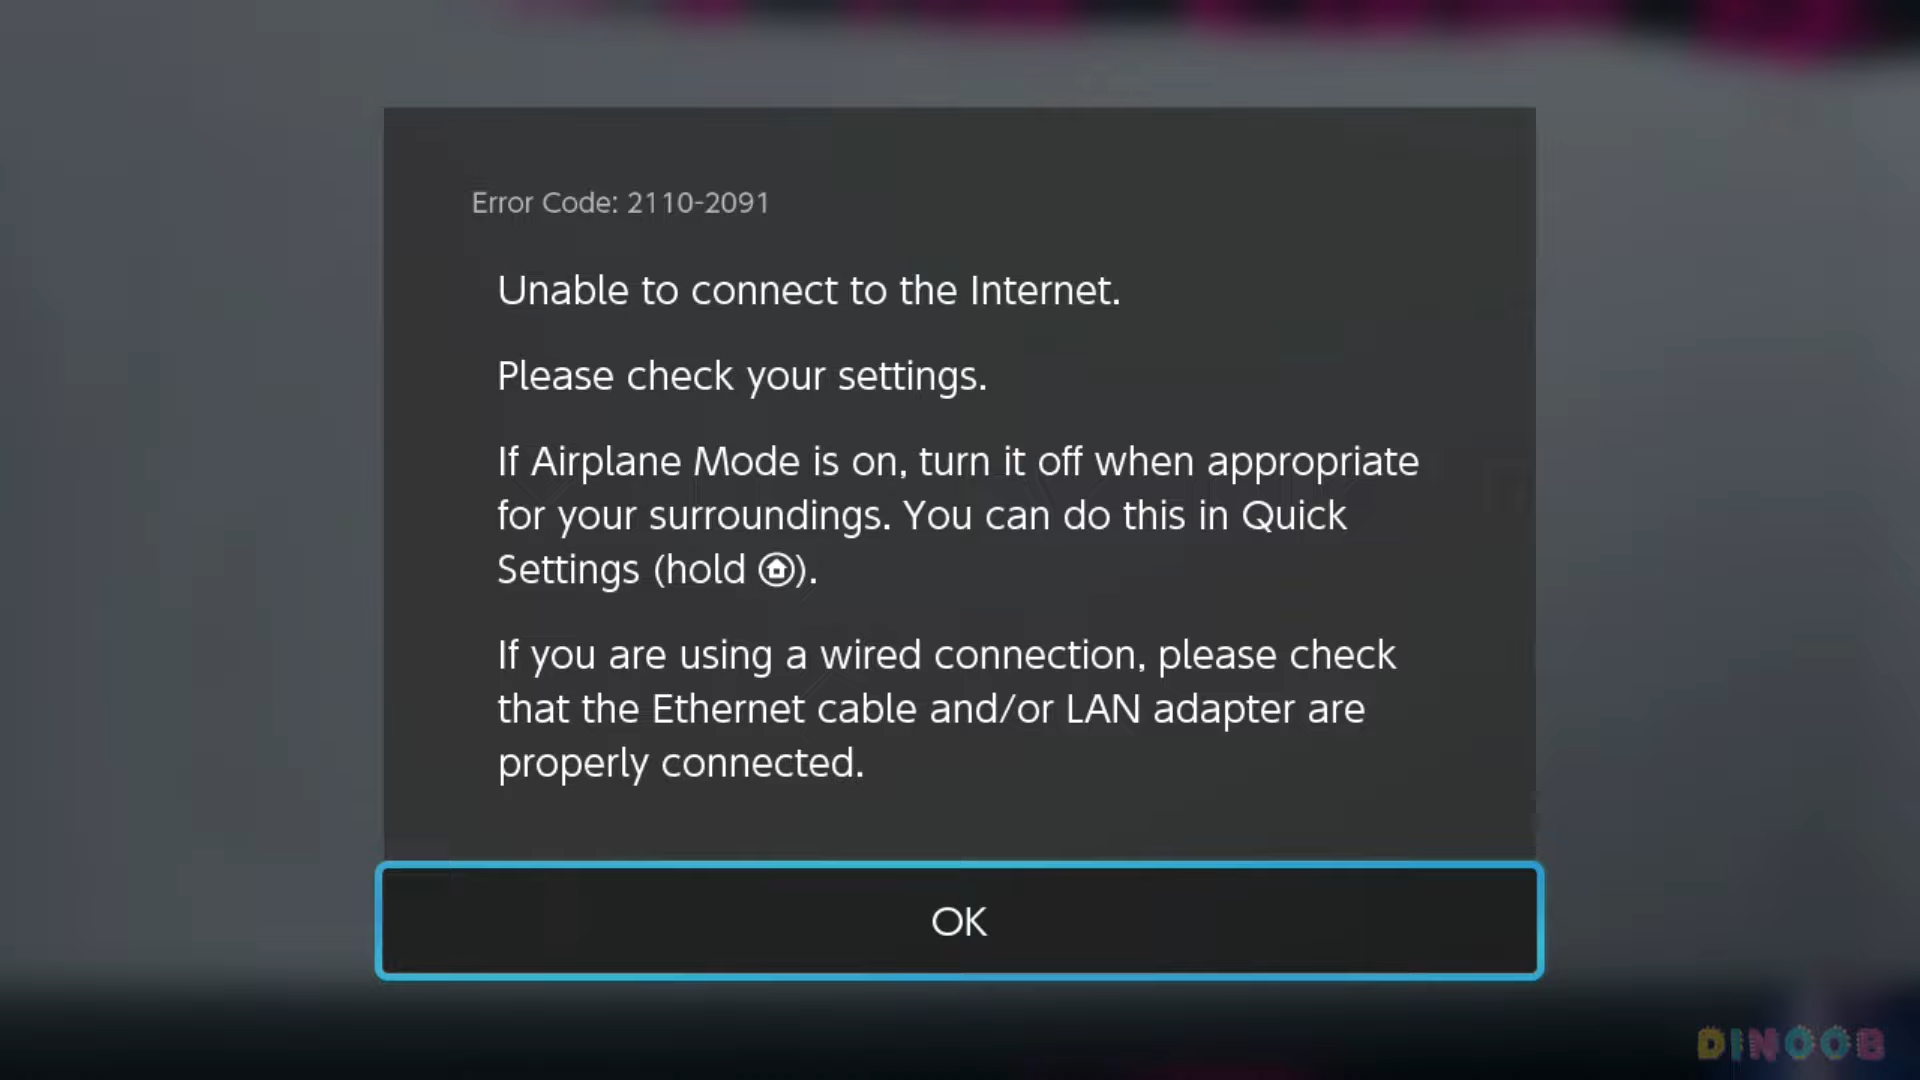 Error Code: 2110-2091
Unable to connect to the Internet.
Please check your settings.
If Airplane Mode is on, turn it off when appropriate
for your surroundings. You can do this in Quick
Settings (hold ).
If you are using a wired connection, please check
that the Ethernet cable and/or LAN adapter are
properly connected.
OK
DINOOB